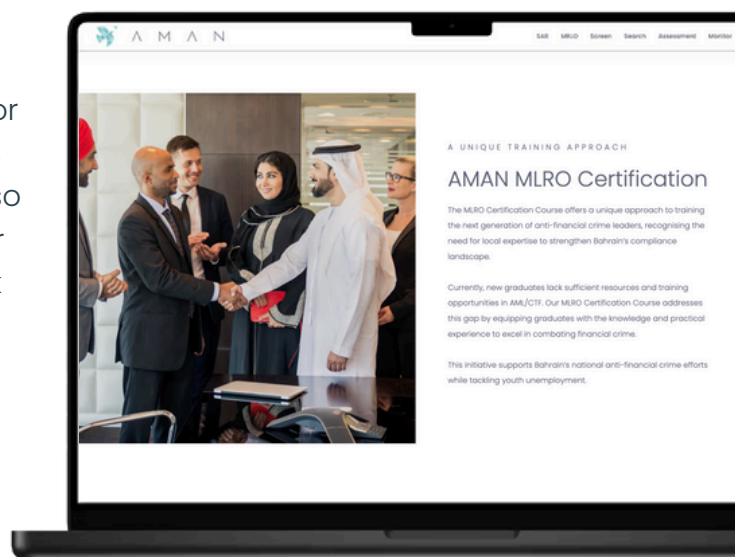 or
so
AMAN
SAR MRLO Screen Search Assessment Monitor
A UNIQUE TRAINING APPROACH
AMAN MLRO Certification
The MLRO Certification Course offers a unique approach to training
the next generation of anti-financial crime leaders, recognising the
need for local expertise to strengthen Bahrain's compliance
landscape.
Currently, new graduates lack sufficient resources and training
opportunities in AML/CTF. Our MLRO Certification Course addresses
this gap by equipping graduates with the knowledge and practical
experience to excel in combating financial crime.
This initiative supports Bahrain's national anti-financial crime efforts
while tackling youth unemployment.